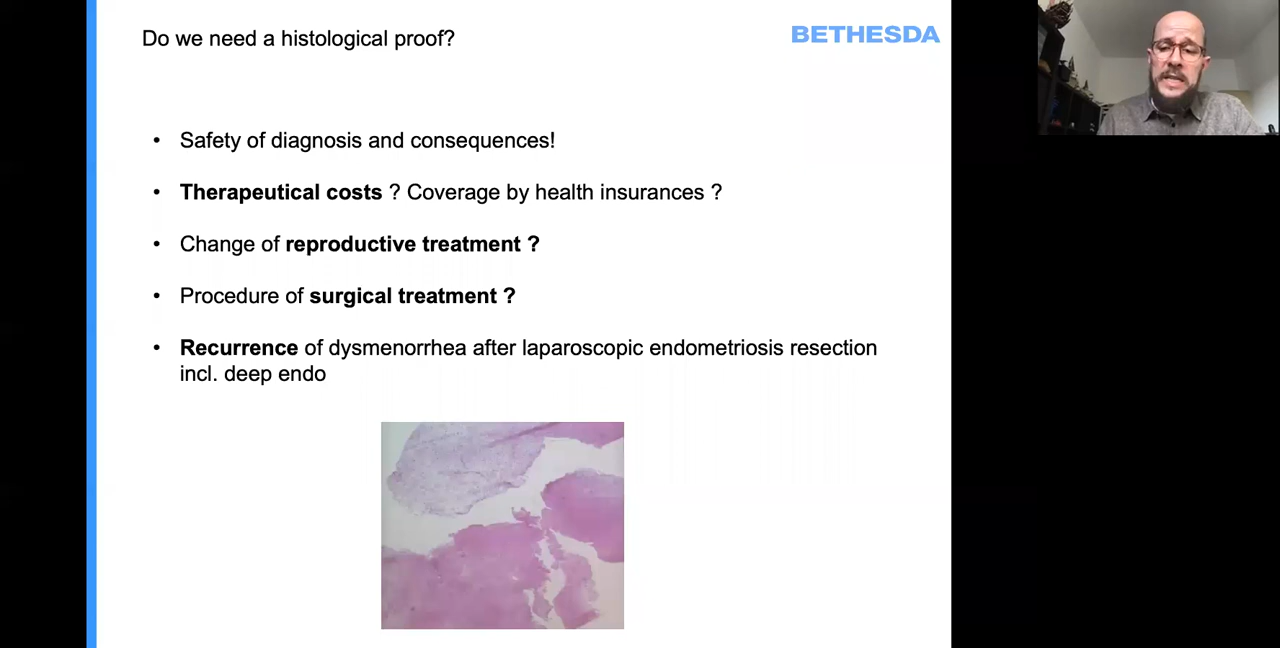 Do we need a histological proof?
BETHESDA
• Safety of diagnosis and consequences!
• Therapeutical costs ? Coverage by health insurances ?
• Change of reproductive treatment ?
• Procedure of surgical treatment ?
• Recurrence of dysmenorrhea after laparoscopic endometriosis resection
incl. deep endo